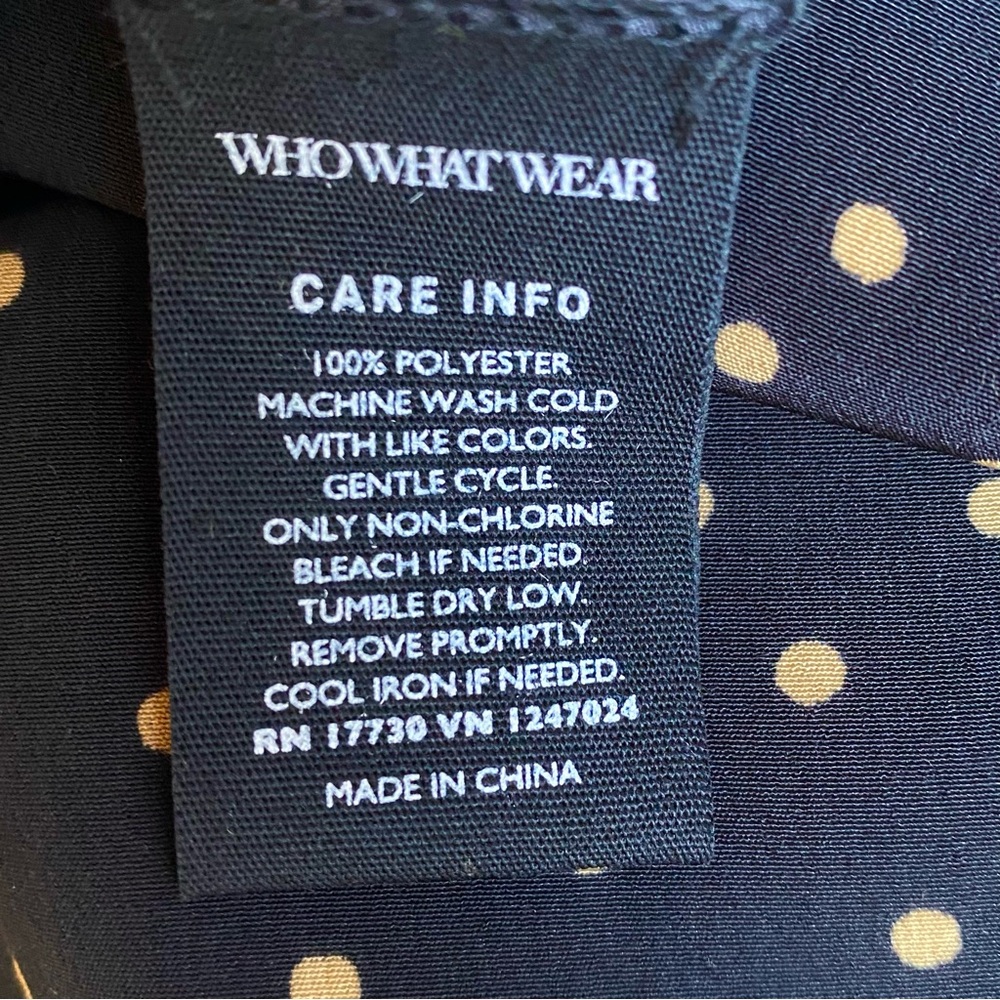 WHO WHAT WEAR
CARE INFO
100% POLYESTER
MACHINE WASH COLD
WITH LIKE COLORS.
GENTLE CYCLE.
ONLY NON-CHLORINE
BLEACH IF NEEDED.
TUMBLE DRY LOW.
REMOVE PROMPTLY.
COOL IRON IF NEEDED.
RN 17730 VN 1247024
MADE IN CHINA